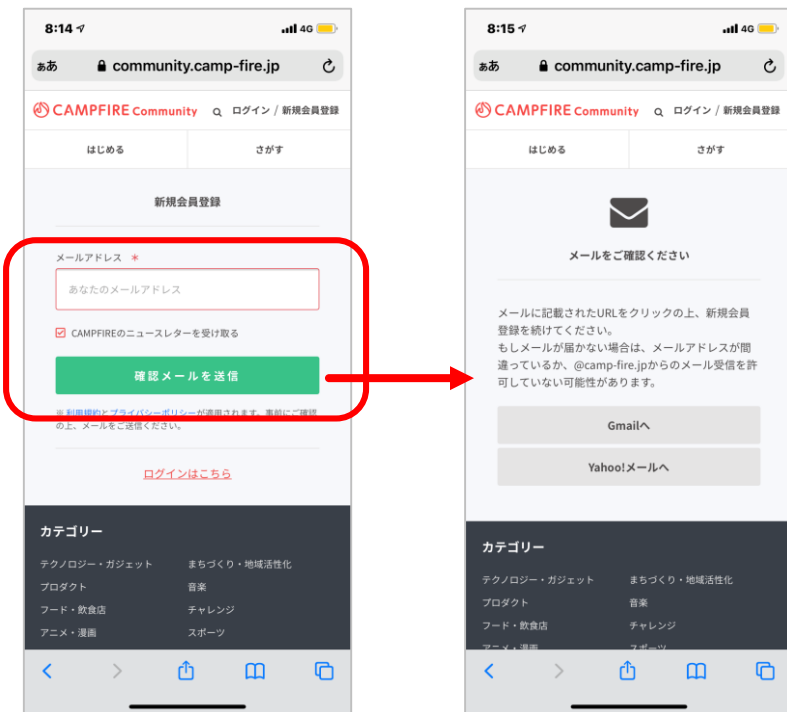 8:14
4G
ぁあ community.camp-fire.jp
CAMPFIRE Community ログイン / 新規会員登録
はじめる さがす
新規会員登録
メールアドレス *
あなたのメールアドレス
CAMPFIREのニュースレターを受け取る
確認メールを送信
※ 利用規約とプライバシーポリシーが適用されます。事前にご確認
の上、メールをご送信ください。
ログインはこちら
カテゴリー
テクノロジー・ガジェット まちづくり・地域活性化
プロダクト 音楽
フード・飲食店 チャレンジ
アニメ・漫画 スポーツ
8:15
4G
ぁあ community.camp-fire.jp
CAMPFIRE Community ログイン / 新規会員登録
はじめる さがす
メールをご確認ください
メールに記載されたURLをクリックの上、新規会員
登録を続けてください。
もしメールが届かない場合は、メールアドレスが間
違っているか、@camp-fire.jpからのメール受信を許
可していない可能性があります。
Gmailへ
Yahoo!メールへ
カテゴリー
テクノロジー・ガジェット まちづくり・地域活性化
プロダクト 音楽
フード・飲食店 チャレンジ
アニメ・漫画 スポーツ